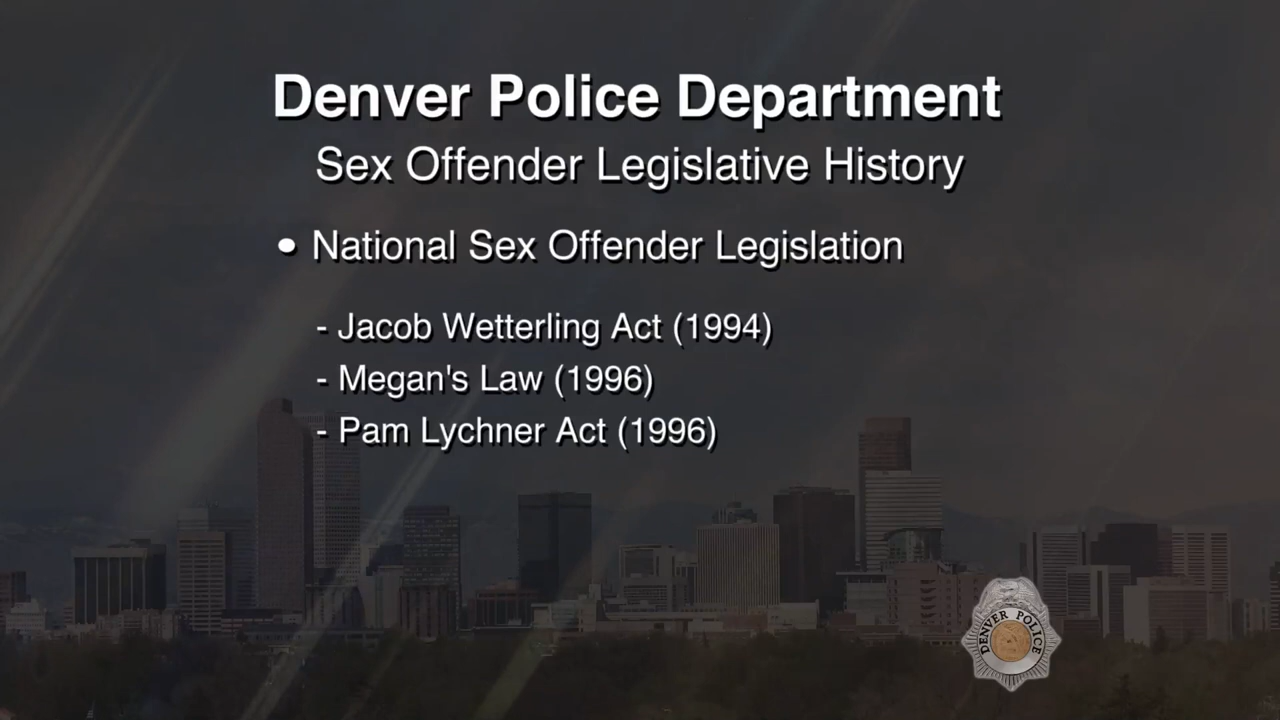 Denver Police Department
Sex Offender Legislative History
• National Sex Offender Legislation
- Jacob Wetterling Act (1994)
- Megan's Law (1996)
- Pam Lychner Act (1996)
DENVER POLICE